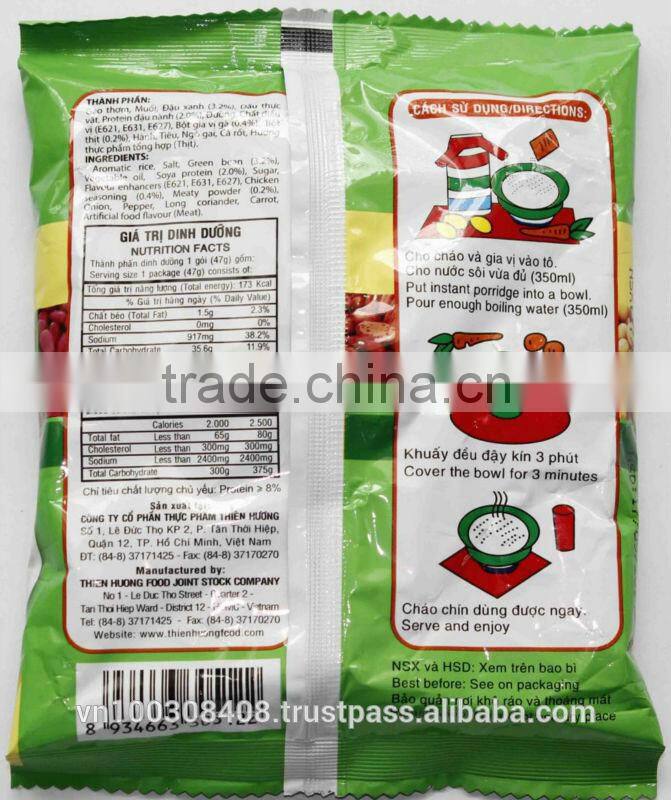 THÀNH PHẦN:
Gạo thơm, Muối, Đậu xanh (3.2%), Dầu thực
vật, Protein đậu nành (2.0%), Đường, Chất điều
vị (E621, E631, E627), Bột gia vị gà (0.4%), Bột
thịt (0.2%), Hành, Tiêu, Ngò gai, Cà rốt, Hương
thực phẩm tổng hợp (Thịt).
INGREDIENTS:
Aromatic rice, Salt, Green bean (3.2%),
Vegetable oil, Soya protein (2.0%), Sugar,
Flavour enhancers (E621, E631, E627), Chicken
seasoning (0.4%), Meaty powder (0.2%),
Onion, Pepper, Long coriander, Carrot,
Artificial food flavour (Meat).
GIÁ TRỊ DINH DƯỠNG
NUTRITION FACTS
Thành phần dinh dưỡng 1 gói (47g) gồm:
Serving size 1 package (47g) consists of:
Tổng giá trị năng lượng (Total energy): 173 Kcal
% Giá trị hàng ngày (% Daily Value)
Chất béo (Total Fat) 1.5g 2.3%
Cholesterol 0mg 0%
Sodium 917mg 38.2%
Total Carbohydrate 35.6g 11.9%
Calories 2.000 2.500
Total fat Less than 65g 80g
Cholesterol Less than 300mg 300mg
Sodium Less than 2400mg 2400mg
Total Carbohydrate 300g 375g
Chỉ tiêu chất lượng chủ yếu: Protein ≥ 8%
Sản xuất tại:
CÔNG TY CỔ PHẦN THỰC PHẨM THIÊN HƯƠNG
Số 1, Lê Đức Thọ KP 2, P. Tân Thới Hiệp,
Quận 12, TP. Hồ Chí Minh, Việt Nam
ĐT: (84-8) 37171425 - Fax: (84-8) 37170270
Manufactured by:
THIEN HUONG FOOD JOINT STOCK COMPANY
No 1 - Le Duc Tho Street - Quarter 2 -
Tan Thoi Hiep Ward - District 12 - HCMC - Vietnam
Tel: (84-8) 37171425 - Fax: (84-8) 37170270
Website: www.thienhuongfood.com
8 934663
CÁCH SỬ DỤNG/DIRECTIONS:
Cho cháo và gia vị vào tô.
Cho nước sôi vừa đủ (350ml)
Put instant porridge into a bowl.
Pour enough boiling water (350ml)
Khuấy đều đậy kín 3 phút
Cover the bowl for 3 minutes
Cháo chín dùng được ngay.
Serve and enjoy
NSX và HSD: Xem trên bao bì
Best before: See on packaging
Bảo quản nơi khô ráo và thoáng mát
place
trade.china.cn
vn100308408.trustpass.alibaba.com